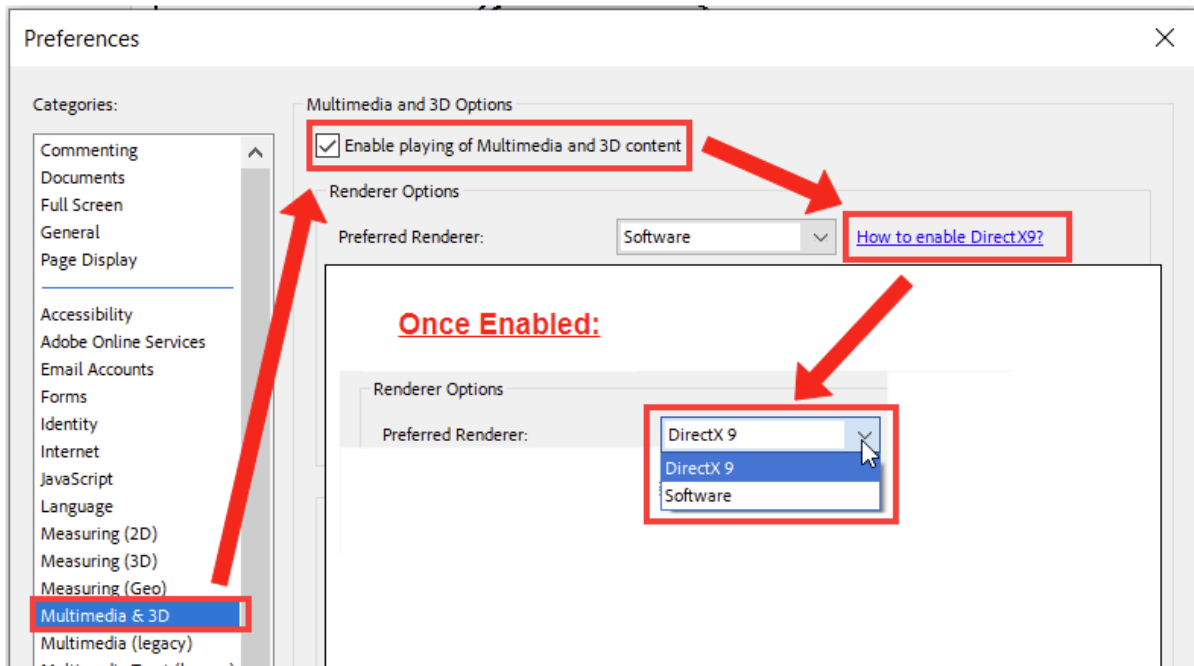 Preferences
Categories:
Commenting
Documents
Full Screen
General
Page Display
Accessibility
Adobe Online Services
Email Accounts
Forms
Identity
Internet
JavaScript
Language
Measuring (2D)
Measuring (3D)
Measuring (Geo)
Multimedia & 3D
Multimedia (legacy)
Multimedia and 3D Options
Enable playing of Multimedia and 3D content
Renderer Options
Preferred Renderer: Software How to enable DirectX9?
Once Enabled:
Renderer Options
Preferred Renderer: DirectX 9
DirectX 9
Software